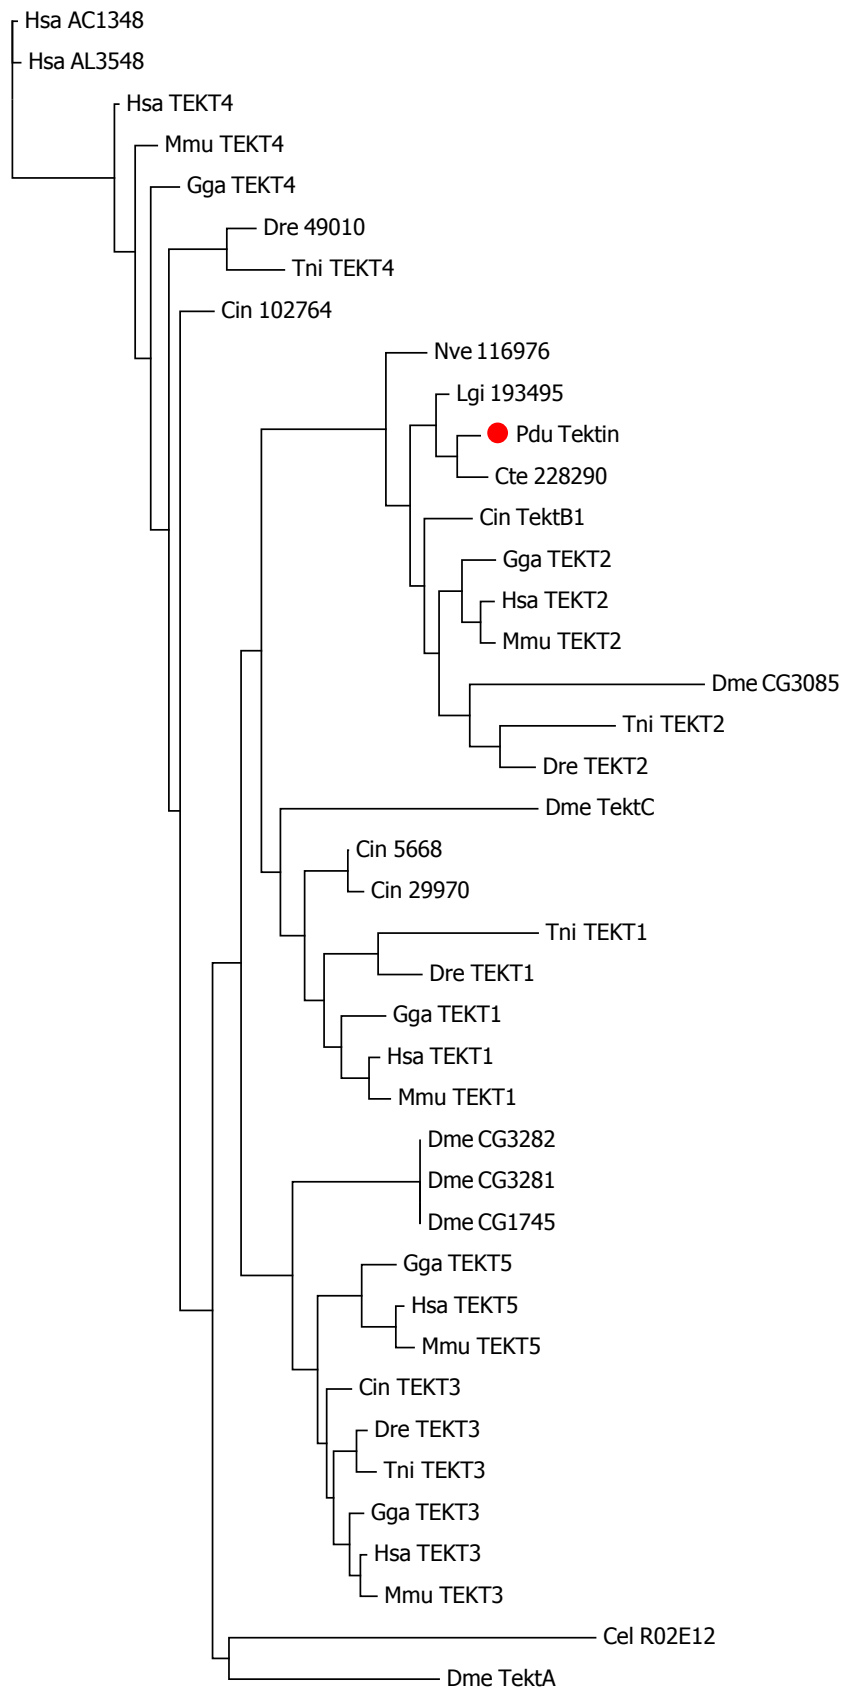 Hsa AC1348
Hsa AL3548
Hsa TEKT4
Mmu TEKT4
Gga TEKT4
Dre 49010
Tni TEKT4
Cin 102764
Nve 116976
Lgi 193495
Pdu Tektin
Cte 228290
Cin TektB1
Gga TEKT2
Hsa TEKT2
Mmu TEKT2
Dme CG3085
Tni TEKT2
Dre TEKT2
Dme TektC
Cin 5668
Cin 29970
Tni TEKT1
Dre TEKT1
Gga TEKT1
Hsa TEKT1
Mmu TEKT1
Dme CG3282
Dme CG3281
Dme CG1745
Gga TEKT5
Hsa TEKT5
Mmu TEKT5
Cin TEKT3
Dre TEKT3
Tni TEKT3
Gga TEKT3
Hsa TEKT3
Mmu TEKT3
Cel R02E12
Dme TektA